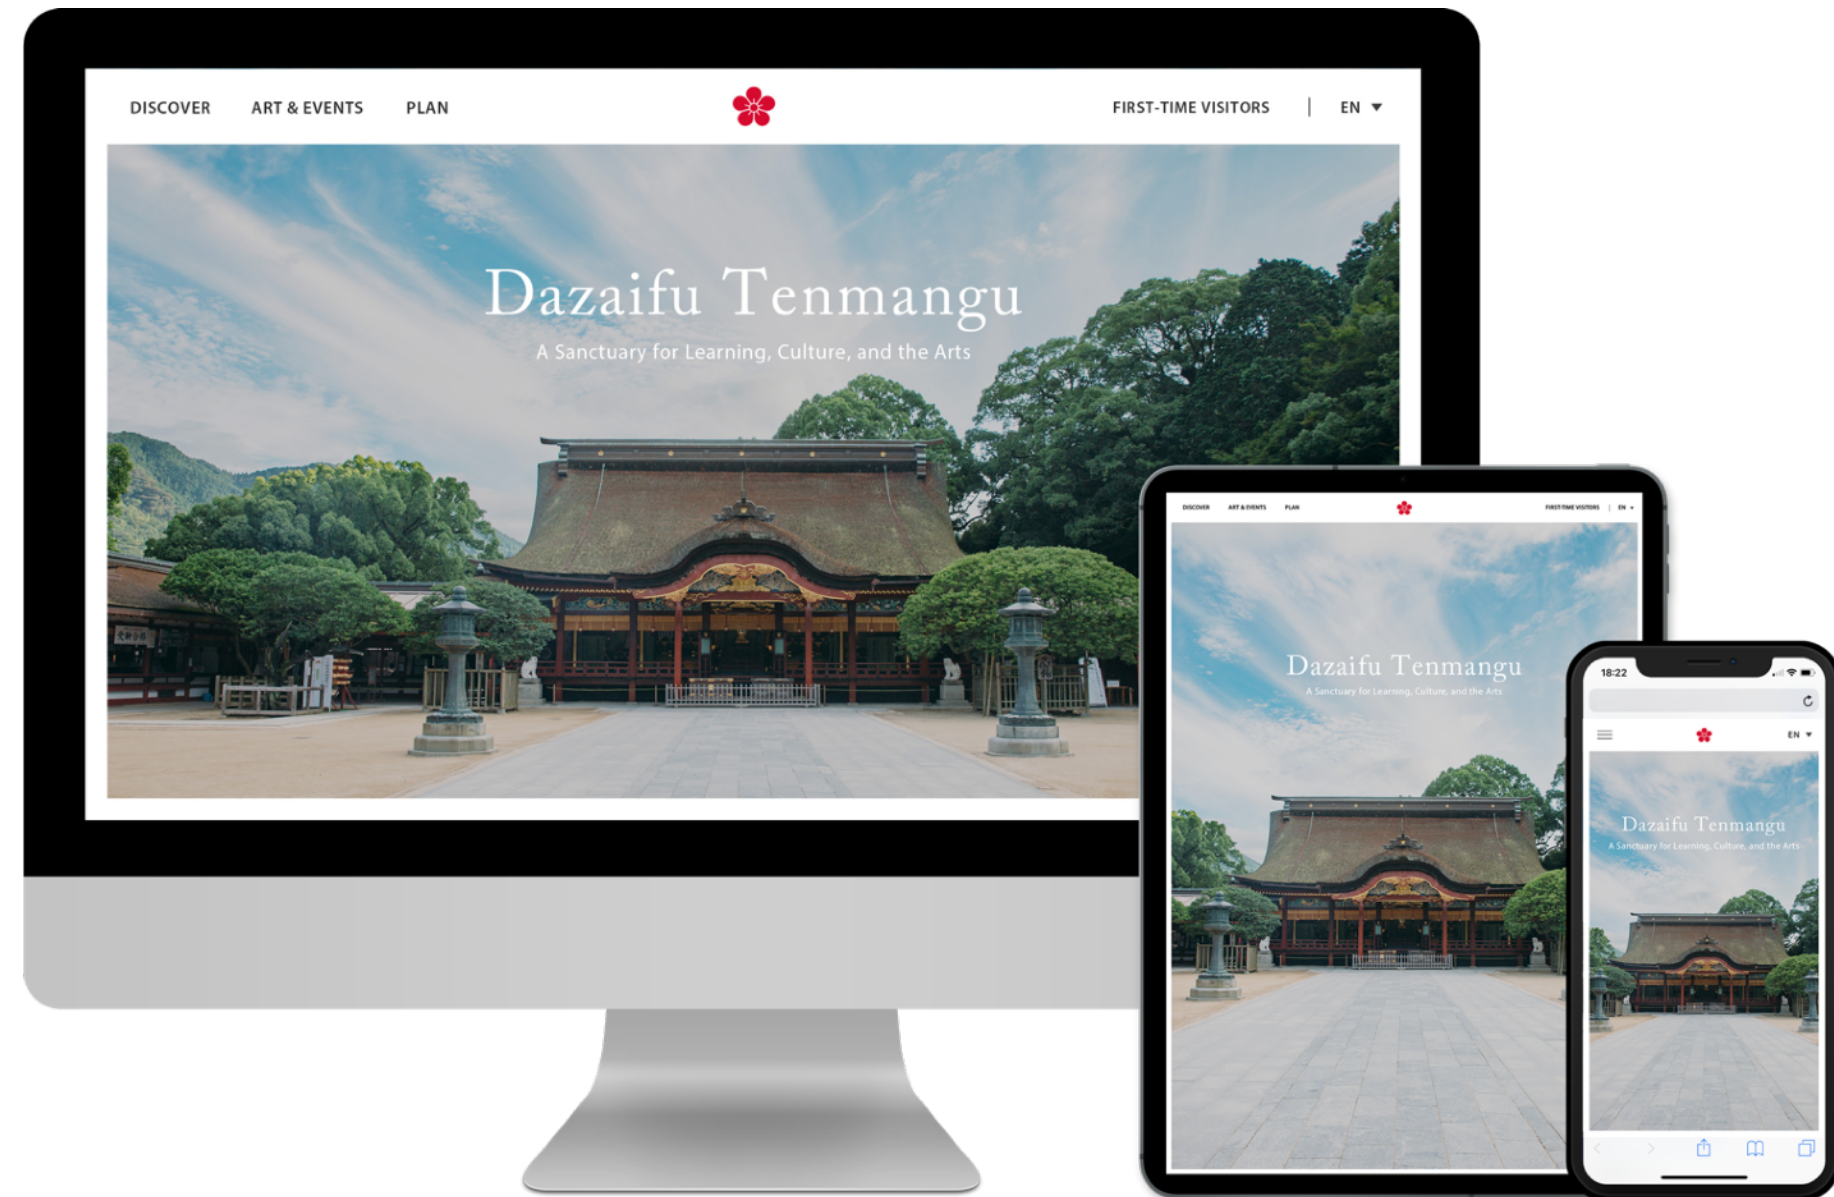 DISCOVER ART & EVENTS PLAN FIRST-TIME VISITORS | EN
Dazaifu Tenmangu
A Sanctuary for Learning, Culture, and the Arts
DISCOVER ART & EVENTS PLAN FIRST-TIME VISITORS | EN
Dazaifu Tenmangu
A Sanctuary for Learning, Culture, and the Arts
18:22
EN
Dazaifu Tenmangu
A Sanctuary for Learning, Culture, and the Arts